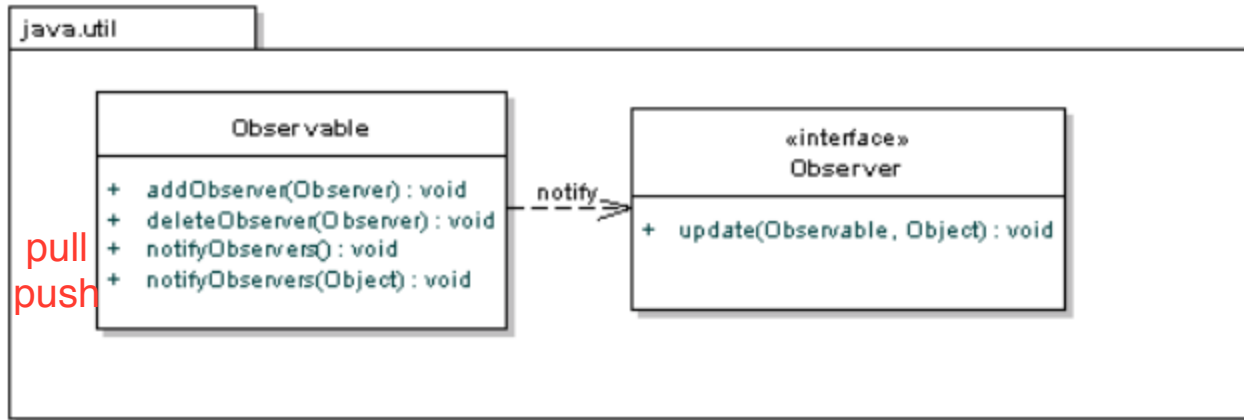 java.util
Observable
+ addObserver(Observer) : void
+ deleteObserver(Observer) : void
pull + notifyObservers() : void
push + notifyObservers(Object) : void
notify
«interface»
Observer
+ update(Observable, Object) : void